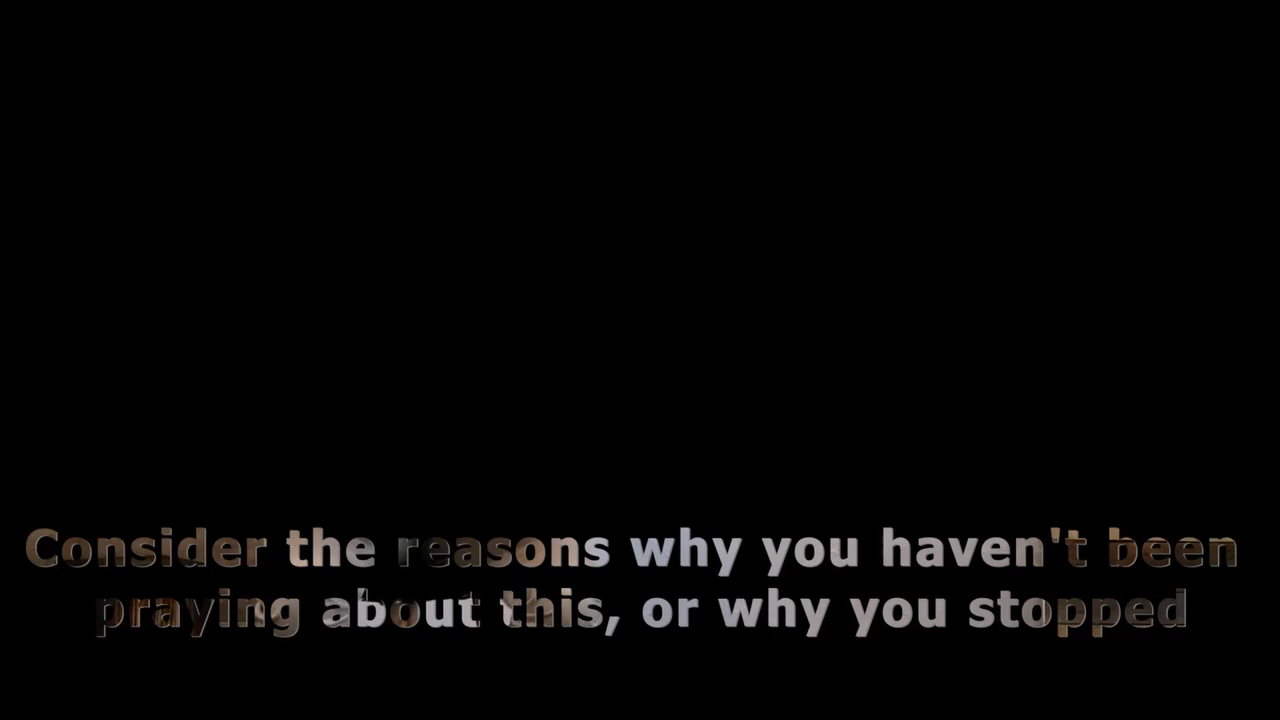 Consider the reasons why you haven't been
praying about this, or why you stopped